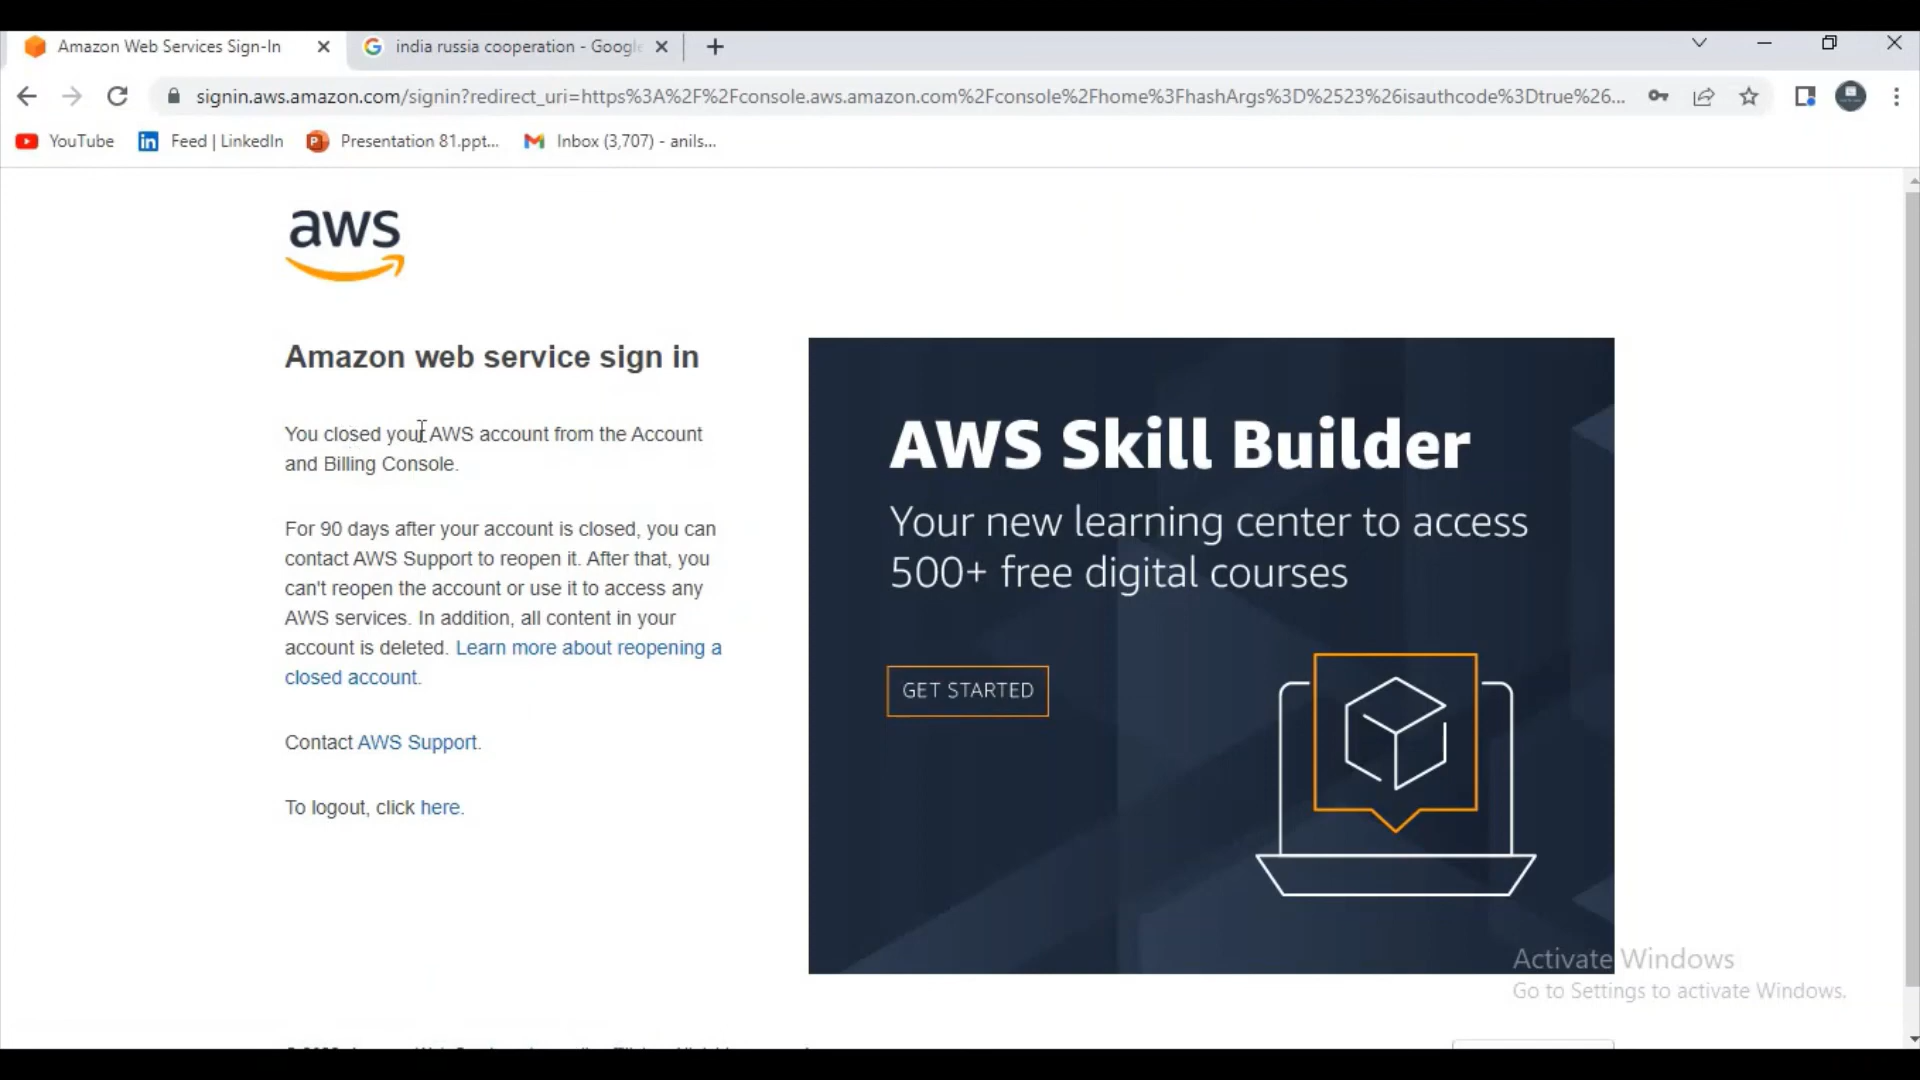 Amazon Web Services Sign-In
india russia cooperation - Google
signin.aws.amazon.com/signin?redirect_uri=https%3A%2F%2Fconsole.aws.amazon.com%2Fconsole%2Fhome%3FhashArgs%3D%2523%26isauthcode%3Dtrue%26...
YouTube
in
Feed | LinkedIn
Presentation 81.ppt...
Inbox (3,707) - anils...
aws
Amazon web service sign in
You closed your AWS account from the Account
and Billing Console.
For 90 days after your account is closed, you can
contact AWS Support to reopen it. After that, you
can't reopen the account or use it to access any
AWS services. In addition, all content in your
account is deleted. Learn more about reopening a
closed account.
Contact AWS Support.
To logout, click here.
AWS Skill Builder
Your new learning center to access
500+ free digital courses
GET STARTED
Activate Windows
Go to Settings to activate Windows.